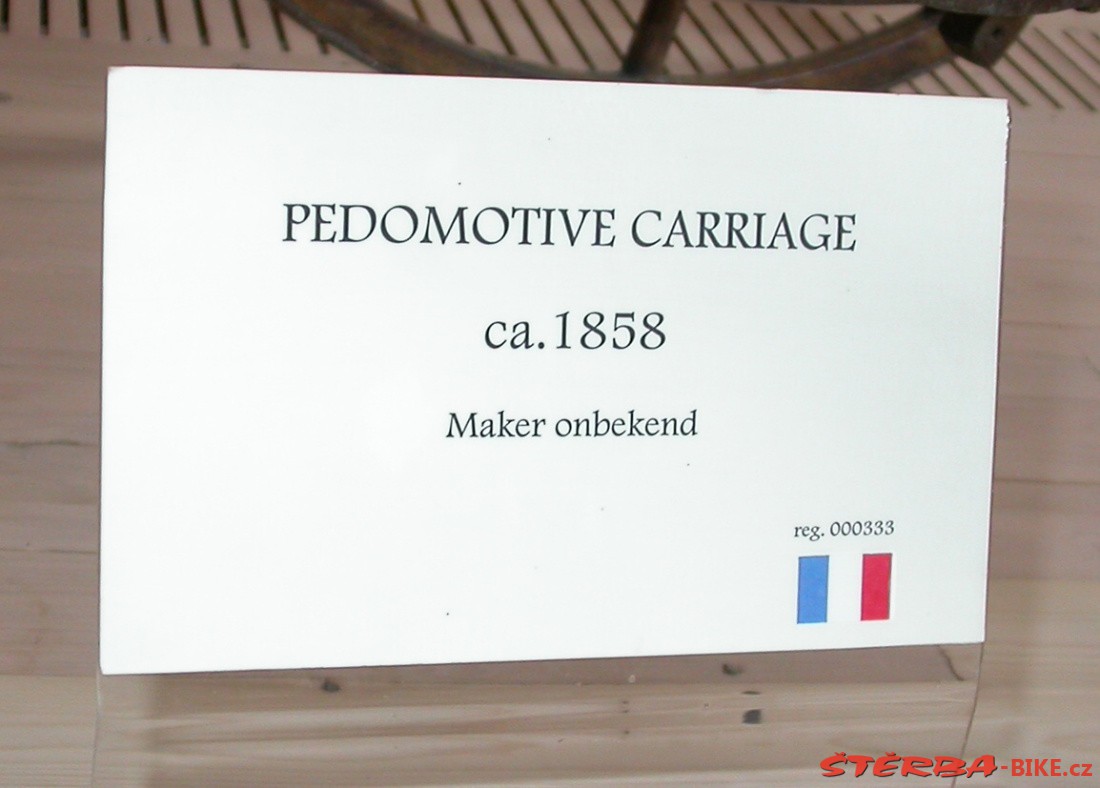 PEDOMOTIVE CARRIAGE
ca.1858
Maker onbekend
reg. 000333
ŠTĚRBA-BIKE.cz